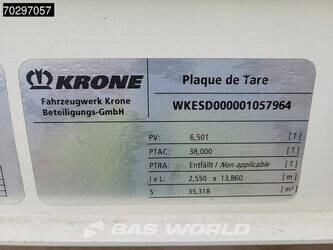 70297057
KRONE
Plaque de Tare
Fahrzeugwerk Krone
Beteiligungs-GmbH
WKESD000001057964
PV: 6,501 [T]
PTAC: 38,000 [T]
PTRA: Entfällt / Non applicable [T]
l x L: 2,550 x 13,860 [m]
S: 35,318 [m²]
BAS WORLD